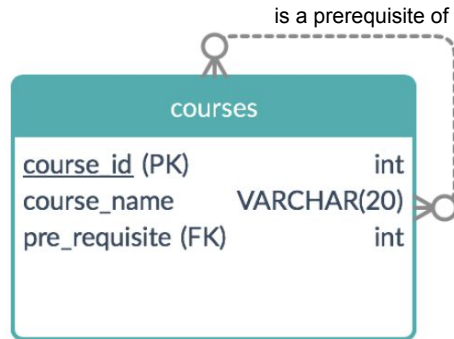 is a prerequisite of
courses
course_id (PK) int
course_name VARCHAR(20)
pre_requisite (FK) int